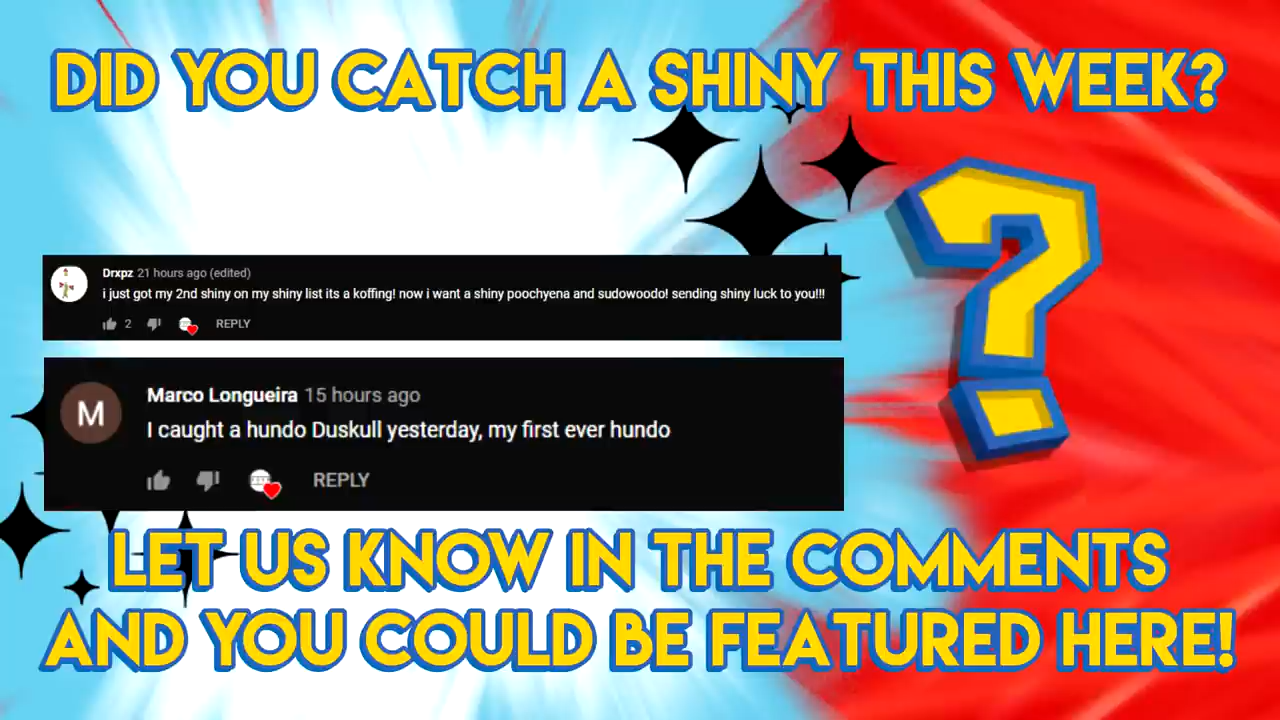 DID YOU CATCH A SHINY THIS WEEK?
Drxpz 21 hours ago (edited)
i just got my 2nd shiny on my shiny list its a koffing! now i want a shiny poochyena and sudowoodo! sending shiny luck to you!!!
2 REPLY
M
Marco Longueira 15 hours ago
I caught a hundo Duskull yesterday, my first ever hundo
REPLY
LET US KNOW IN THE COMMENTS
AND YOU COULD BE FEATURED HERE!